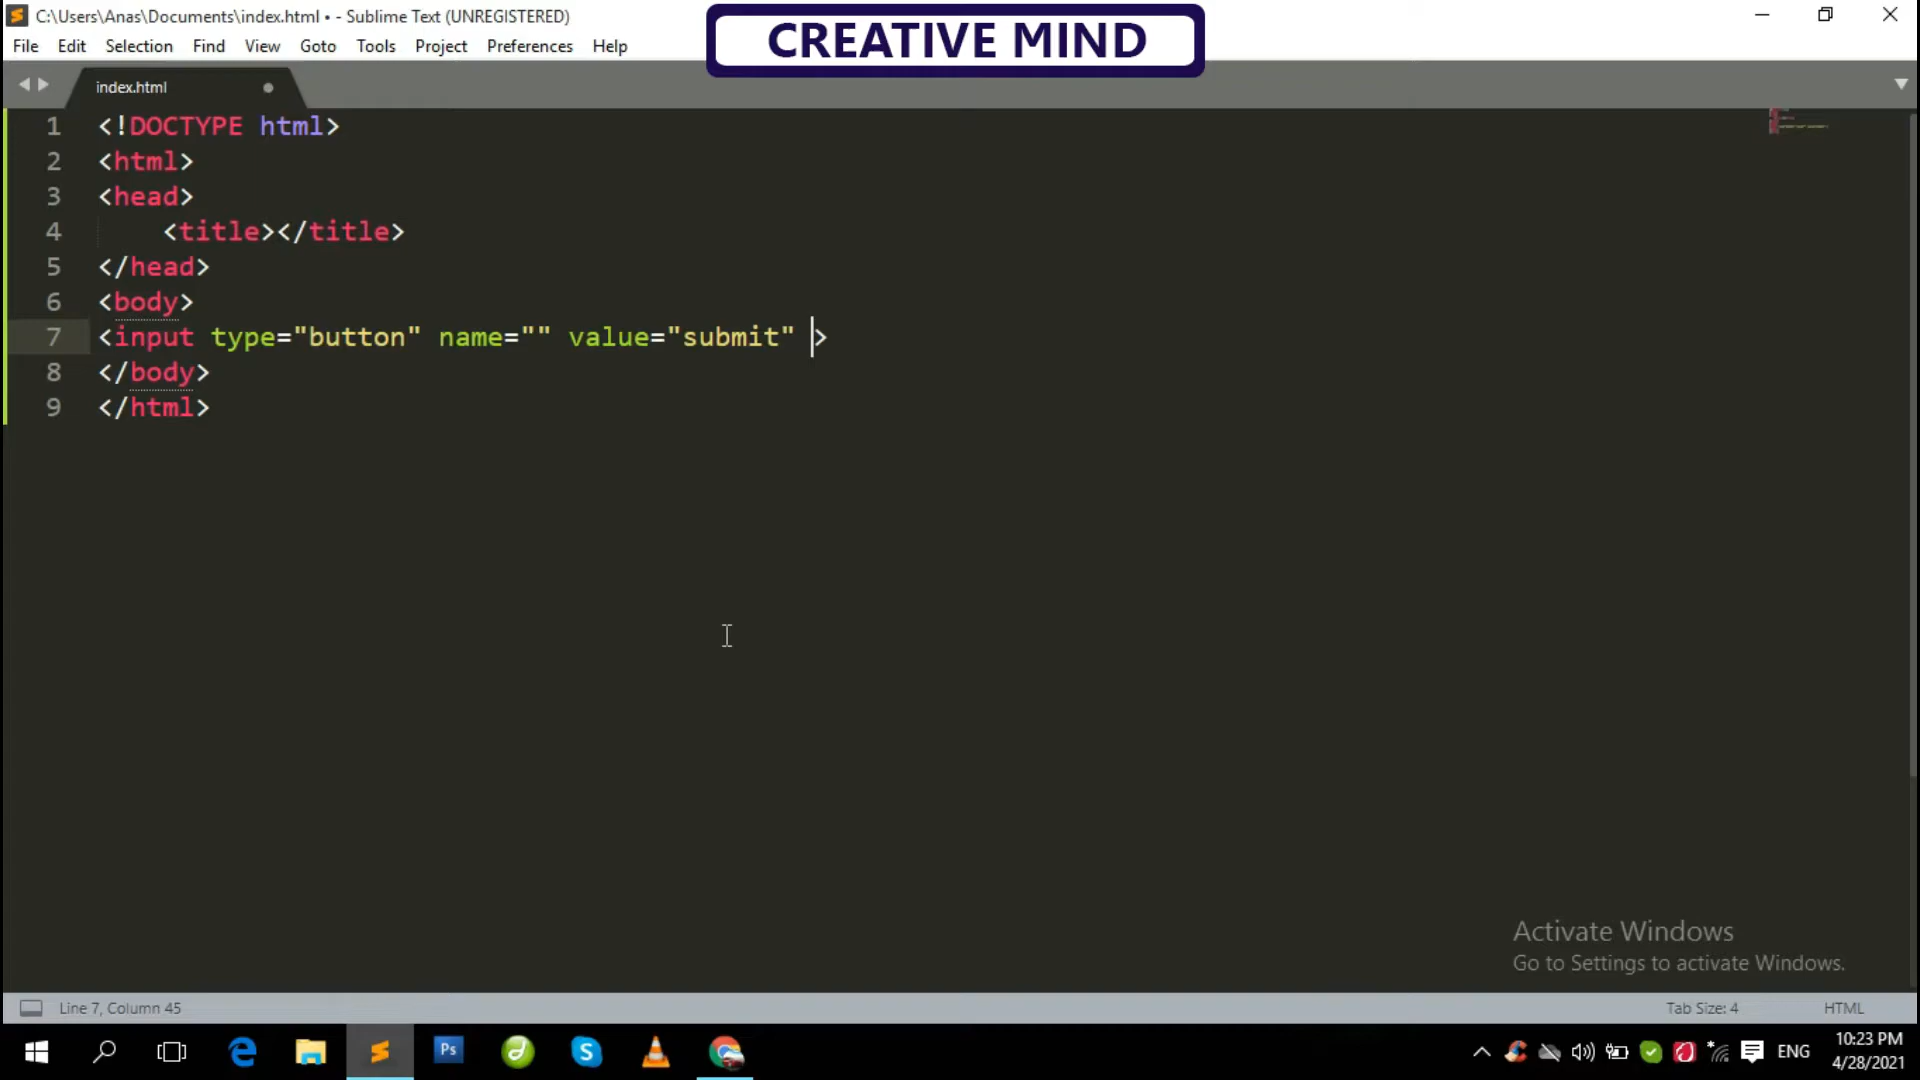 C:\Users\Anas\Documents\index.html • - Sublime Text (UNREGISTERED)
CREATIVE MIND
File Edit Selection Find View Goto Tools Project Preferences Help
index.html
1 <!DOCTYPE html>
2 <html>
3 <head>
4 <title></title>
5 </head>
6 <body>
7 <input type="button" name="" value="submit" >
8 </body>
9 </html>
Activate Windows
Go to Settings to activate Windows.
Line 7, Column 45
Tab Size: 4
HTML
Ps
ENG
10:23 PM
4/28/2021